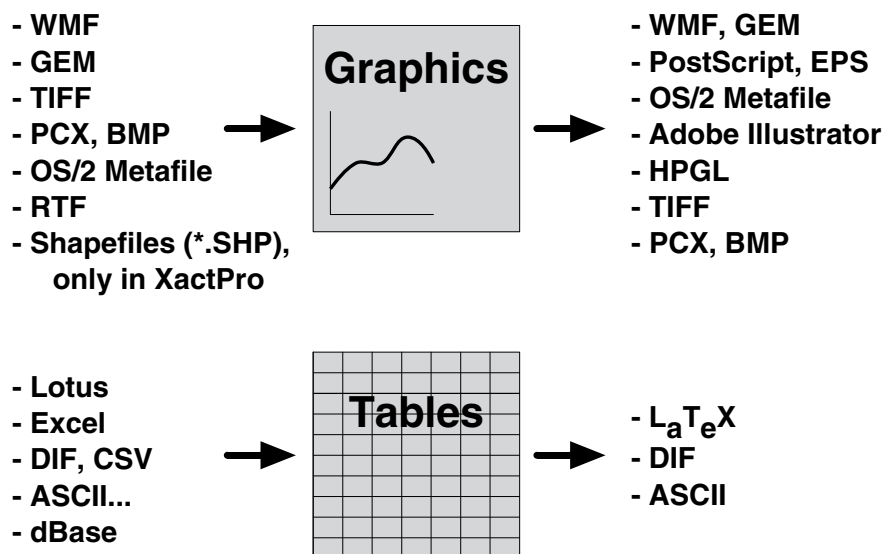 - WMF
- GEM
- TIFF
- PCX, BMP
- OS/2 Metafile
- RTF
- Shapefiles (*.SHP),
only in XactPro
Graphics
- WMF, GEM
- PostScript, EPS
- OS/2 Metafile
- Adobe Illustrator
- HPGL
- TIFF
- PCX, BMP
- Lotus
- Excel
- DIF, CSV
- ASCII...
- dBase
Tables
- LaTeX
- DIF
- ASCII